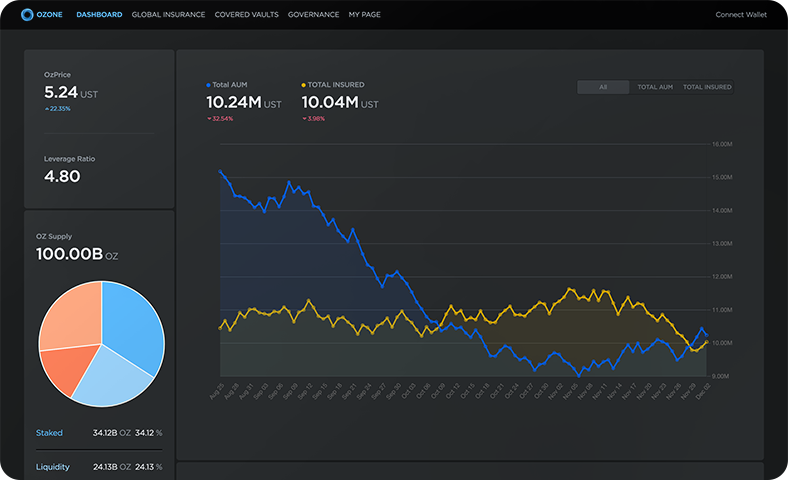 OZONE DASHBOARD GLOBAL INSURANCE COVERED VAULTS GOVERNANCE MY PAGE Connect Wallet
OzPrice
5.24 UST
22.35%
Leverage Ratio
4.80
OZ Supply
100.00B OZ
Staked 34.12B OZ 34.12 %
Liquidity 24.13B OZ 24.13 %
Total AUM TOTAL INSURED
10.24M UST 10.04M UST
32.54% 3.98%
All TOTAL AUM TOTAL INSURED
16.00M
15.00M
14.00M
13.00M
12.00M
11.00M
10.00M
9.00M
Aug 25 Aug 28 Aug 31 Sep 03 Sep 06 Sep 09 Sep 12 Sep 15 Sep 18 Sep 21 Sep 24 Sep 27 Sep 30 Oct 03 Oct 06 Oct 09 Oct 12 Oct 15 Oct 18 Oct 21 Oct 24 Oct 27 Oct 30 Nov 02 Nov 05 Nov 08 Nov 11 Nov 14 Nov 17 Nov 20 Nov 23 Nov 26 Nov 29 Dec 02